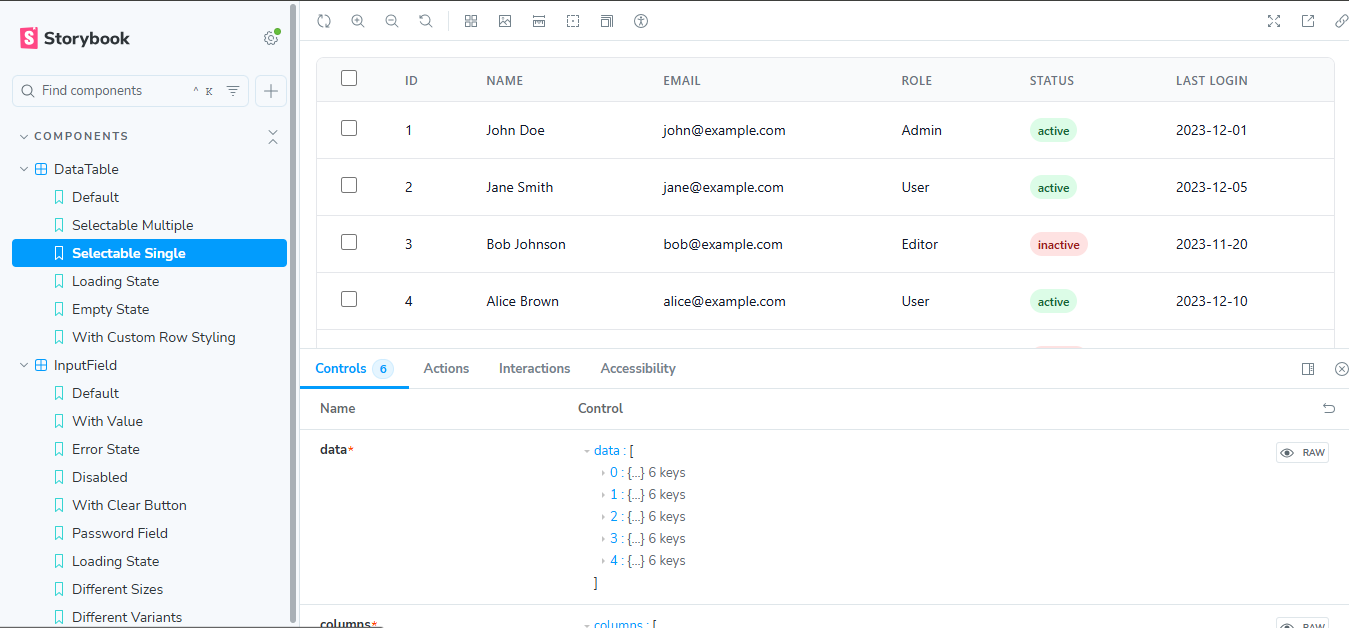 Storybook
Find components
^ K
COMPONENTS
DataTable
Default
Selectable Multiple
Selectable Single
Loading State
Empty State
With Custom Row Styling
InputField
Default
With Value
Error State
Disabled
With Clear Button
Password Field
Loading State
Different Sizes
Different Variants
ID NAME EMAIL ROLE STATUS LAST LOGIN
1 John Doe john@example.com Admin active 2023-12-01
2 Jane Smith jane@example.com User active 2023-12-05
3 Bob Johnson bob@example.com Editor inactive 2023-11-20
4 Alice Brown alice@example.com User active 2023-12-10
Controls 6 Actions Interactions Accessibility
Name Control
data* data : [ RAW
0 : {...} 6 keys
1 : {...} 6 keys
2 : {...} 6 keys
3 : {...} 6 keys
4 : {...} 6 keys
]
columns* columns : [ RAW